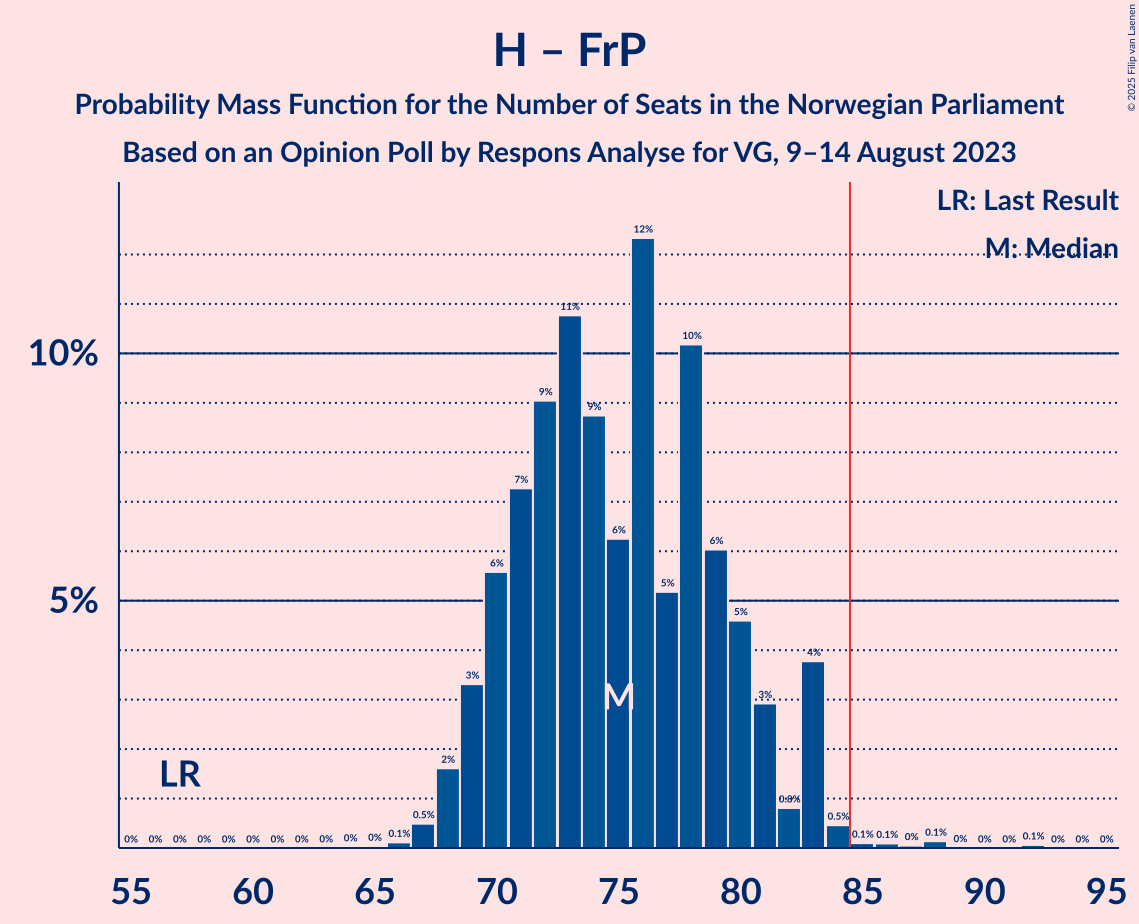 H – FrP
Probability Mass Function for the Number of Seats in the Norwegian Parliament
Based on an Opinion Poll by Respons Analyse for VG, 9–14 August 2023
© 2025 Filip van Laenen
LR: Last Result
M: Median
10%
5%
0% 0% 0% 0% 0% 0% 0% 0% 0% 0% 0% 0.1% 0.5% 2% 3% 6% 7% 9% 11% 9% 6% 12% 5% 10% 6% 5% 3% 0.8% 4% 0.5% 0.1% 0.1% 0% 0.1% 0% 0% 0% 0.1% 0% 0% 0%
LR
M
55 60 65 70 75 80 85 90 95